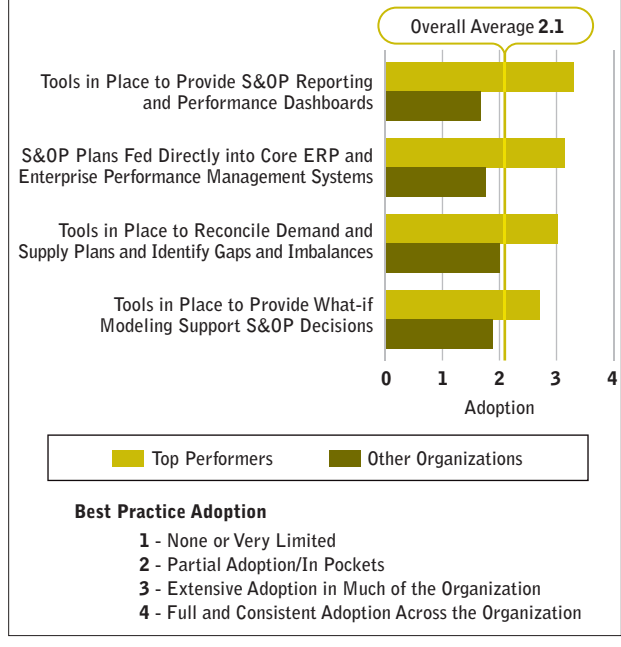 Overall Average 2.1
Tools in Place to Provide S&OP Reporting
and Performance Dashboards
S&OP Plans Fed Directly into Core ERP and
Enterprise Performance Management Systems
Tools in Place to Reconcile Demand and
Supply Plans and Identify Gaps and Imbalances
Tools in Place to Provide What-if
Modeling Support S&OP Decisions
0 1 2 3 4
Adoption
Top Performers Other Organizations
Best Practice Adoption
1 - None or Very Limited
2 - Partial Adoption/In Pockets
3 - Extensive Adoption in Much of the Organization
4 - Full and Consistent Adoption Across the Organization